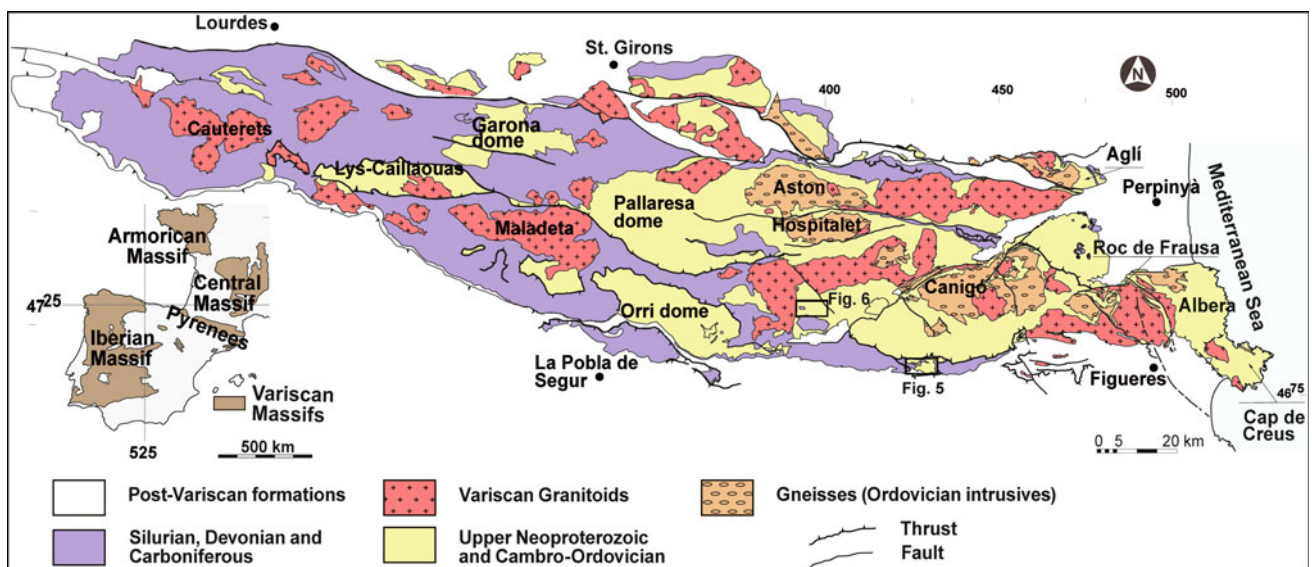 Lourdes
St. Girons
N
400
450
500
Cauterets
Garona
dome
Aglí
Lys-Caillaouas
Aston
Perpinyà
Pallaresa
dome
Mediterranean Sea
Armorican
Massif
Maladeta
Hospitalet
Roc de Frausa
Central
Massif
Canigó
47 25
Fig. 6
Albera
Pyrenees
Orri dome
Iberian
Massif
La Pobla de
Segur
Fig. 5
Figueres
46 75
Variscan
Massifs
Cap de
Creus
525
500 km
0 5 20 km
Post-Variscan formations
Variscan Granitoids
Gneisses (Ordovician intrusives)
Silurian, Devonian and
Carboniferous
Upper Neoproterozoic
and Cambro-Ordovician
Thrust
Fault